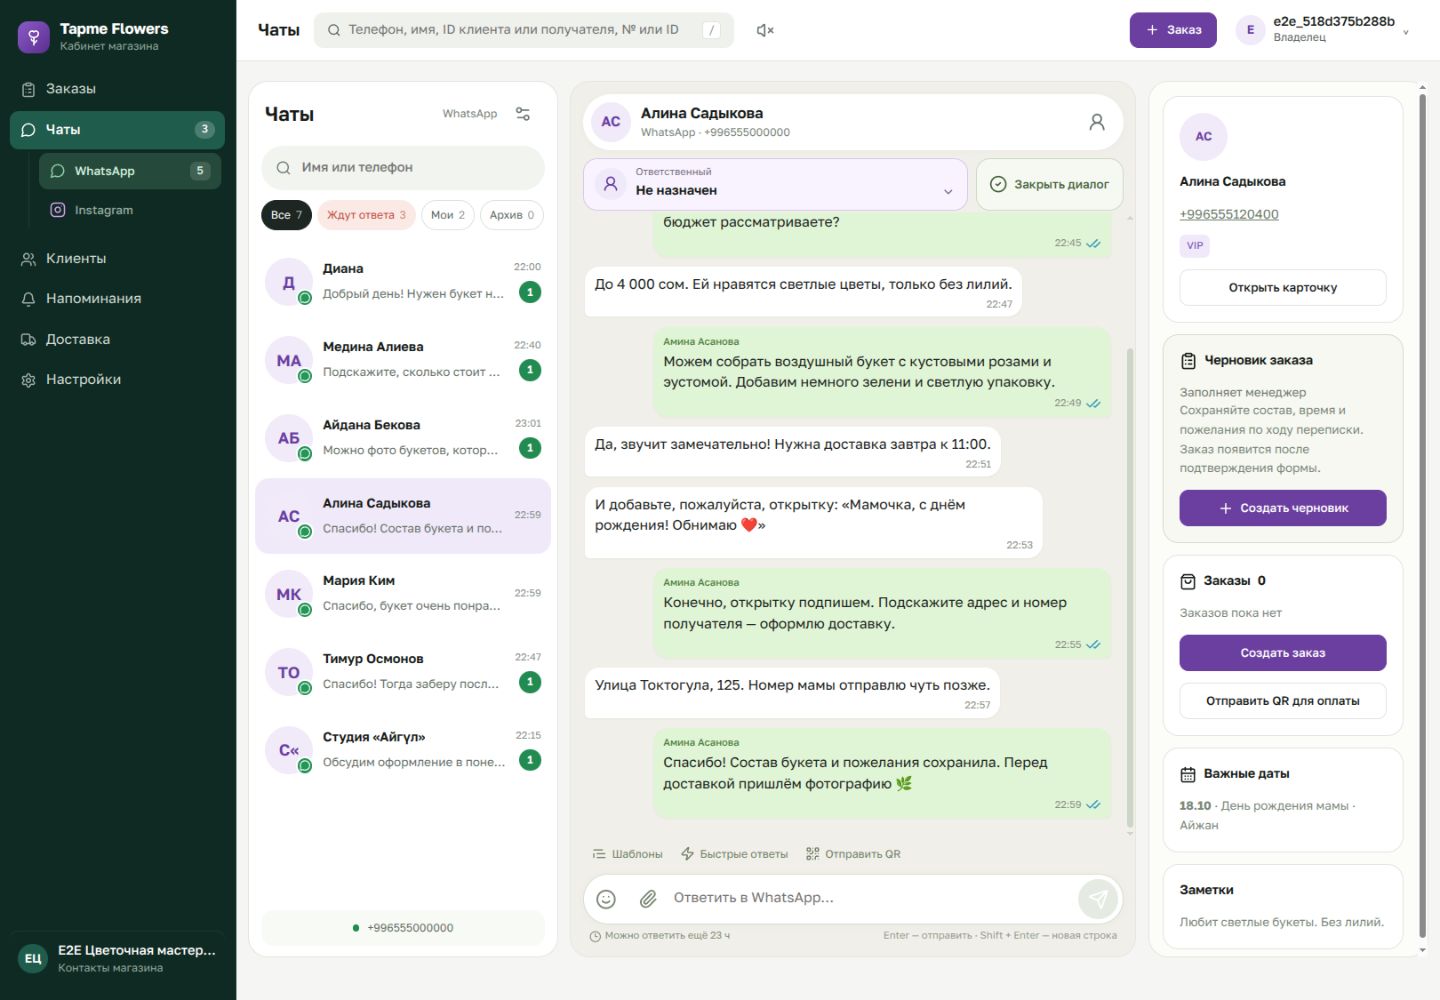 Tapme Flowers
Кабинет магазина
Заказы
Чаты 3
WhatsApp 5
Instagram
Клиенты
Напоминания
Доставка
Настройки
ЕЦ
E2E Цветочная мастер...
Контакты магазина
Чаты
Телефон, имя, ID клиента или получателя, № или QID /
+ Заказ
E
e2e_518d375b288b
Владелец
Чаты
WhatsApp
Имя или телефон
Все 7
Ждут ответа 3
Мои 2
Архив 0
Д
Диана 22:00
Добрый день! Нужен букет н... 1
МА
Медина Алиева 22:40
Подскажите, сколько стоит ... 1
АБ
Айдана Бекова 23:01
Можно фото букетов, котор... 1
АС
Алина Садыкова 22:59
Спасибо! Состав букета и по...
МК
Мария Ким 22:59
Спасибо, букет очень понра...
ТО
Тимур Осмонов 22:47
Спасибо! Тогда заберу посл... 1
С«
Студия «Айгүл» 22:15
Обсудим оформление в поне... 1
+996555000000
АС
Алина Садыкова
WhatsApp · +996555000000
Ответственный
Не назначен
Закрыть диалог
бюджет рассматриваете?
22:45
До 4 000 сом. Ей нравятся светлые цветы, только без лилий.
22:47
Амина Асанова
Можем собрать воздушный букет с кустовыми розами и
эустомой. Добавим немного зелени и светлую упаковку.
22:49
Да, звучит замечательно! Нужна доставка завтра к 11:00.
22:51
И добавьте, пожалуйста, открытку: «Мамочка, с днём
рождения! Обнимаю ❤️»
22:53
Амина Асанова
Конечно, открытку подпишем. Подскажите адрес и номер
получателя — оформлю доставку.
22:55
Улица Токтогула, 125. Номер мамы отправлю чуть позже.
22:57
Амина Асанова
Спасибо! Состав букета и пожелания сохранила. Перед
доставкой пришлём фотографию 🌿
22:59
Шаблоны
Быстрые ответы
Отправить QR
Ответить в WhatsApp...
Можно ответить ещё 23 ч
Enter — отправить · Shift + Enter — новая строка
АС
Алина Садыкова
+996555120400
VIP
Открыть карточку
Черновик заказа
Заполняет менеджер
Сохраняйте состав, время и
пожелания по ходу переписки.
Заказ появится после
подтверждения формы.
+ Создать черновик
Заказы 0
Заказов пока нет
Создать заказ
Отправить QR для оплаты
Важные даты
18.10 · День рождения мамы ·
Айжан
Заметки
Любит светлые букеты. Без лилий.